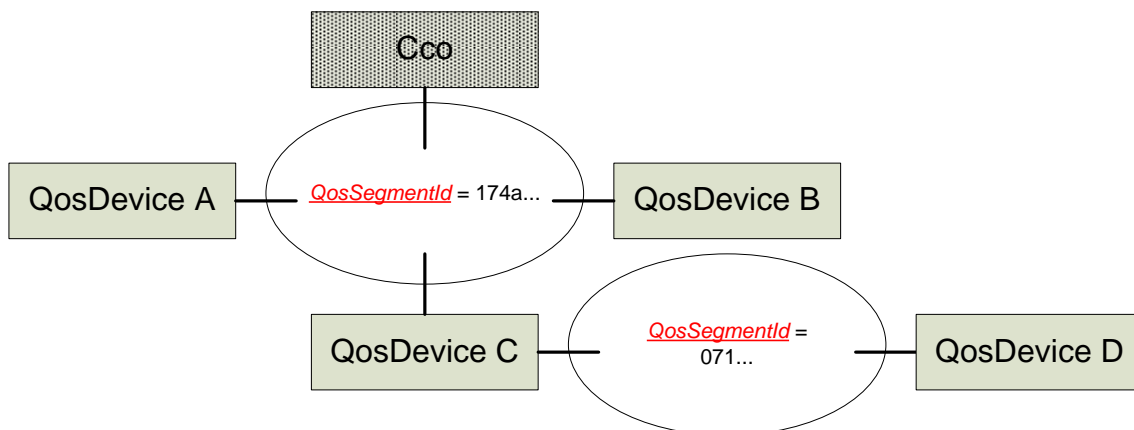 Cco
QosDevice A
QosSegmentId = 174a...
QosDevice B
QosDevice C
QosSegmentId =
071...
QosDevice D